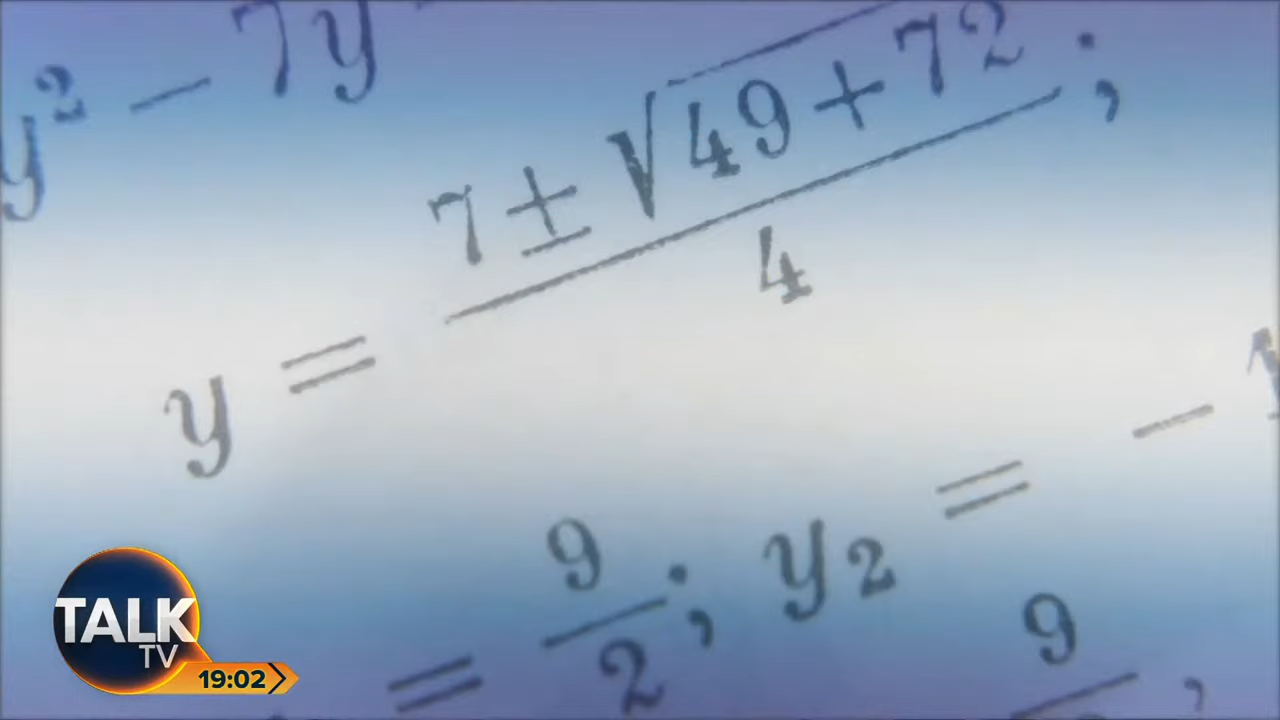 y² − 7y
y = (7 ± √(49 + 72)) / 4 ;
= 9/2 ; y₂ = −
9 ,
TALK
TV
19:02